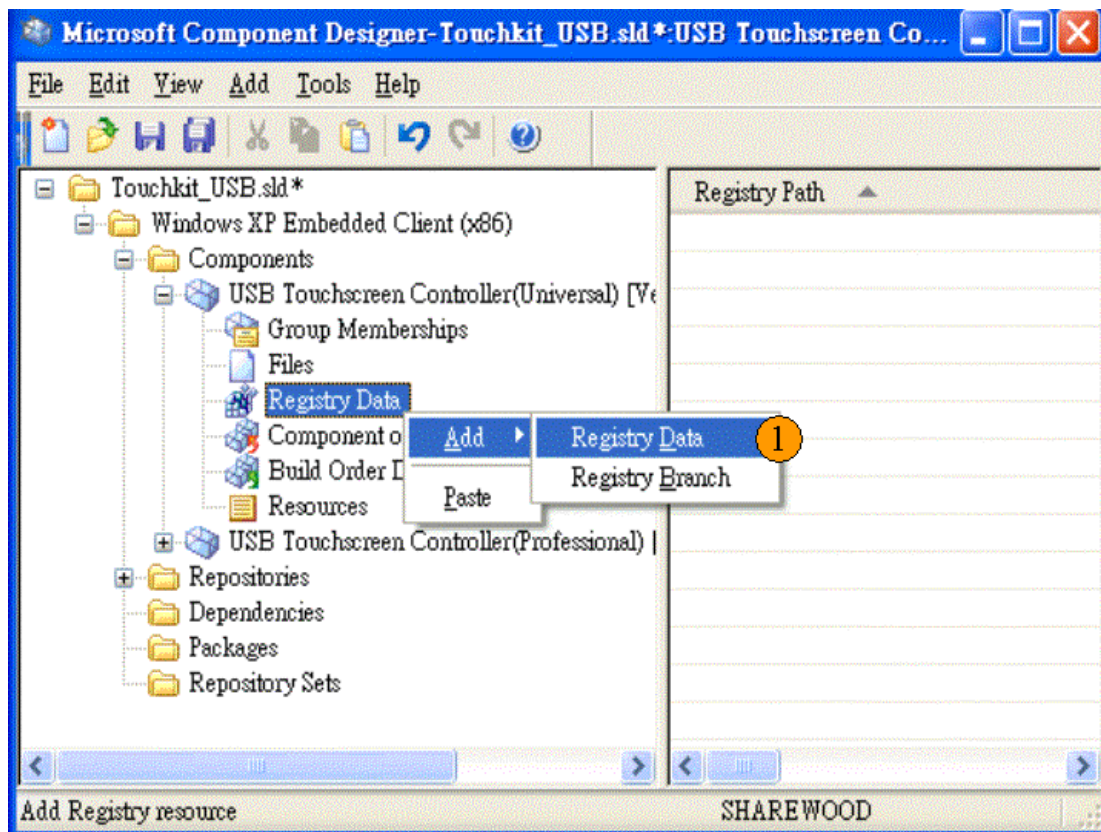 Microsoft Component Designer-Touchkit_USB.sld*:USB Touchscreen Co...
File Edit View Add Tools Help
Touchkit_USB.sld*
Registry Path
Windows XP Embedded Client (x86)
Components
USB Touchscreen Controller(Universal) [Ve
Group Memberships
Files
Registry Data
Component o
Add
Registry Data
1
Build Order D
Registry Branch
Paste
Resources
USB Touchscreen Controller(Professional) [
Repositories
Dependencies
Packages
Repository Sets
Add Registry resource
SHAREWOOD